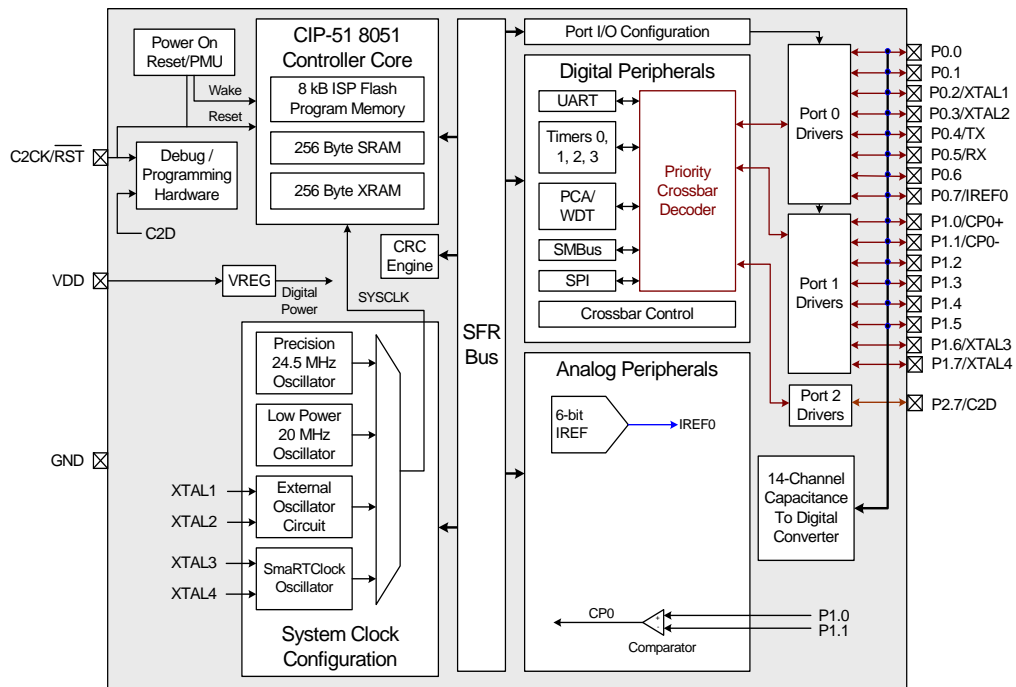 Power On
Reset/PMU
Wake
Reset
C2CK/RST
Debug /
Programming
Hardware
C2D
VDD
VREG
Digital
Power
GND
CIP-51 8051
Controller Core
8 kB ISP Flash
Program Memory
256 Byte SRAM
256 Byte XRAM
CRC
Engine
SYSCLK
Precision
24.5 MHz
Oscillator
Low Power
20 MHz
Oscillator
XTAL1
XTAL2
External
Oscillator
Circuit
XTAL3
XTAL4
SmaRTClock
Oscillator
System Clock
Configuration
SFR
Bus
Port I/O Configuration
Digital Peripherals
UART
Timers 0,
1, 2, 3
PCA/
WDT
SMBus
SPI
Priority
Crossbar
Decoder
Crossbar Control
Analog Peripherals
6-bit
IREF
IREF0
CP0
+
-
Comparator
P1.0
P1.1
Port 0
Drivers
Port 1
Drivers
Port 2
Drivers
14-Channel
Capacitance
To Digital
Converter
P0.0
P0.1
P0.2/XTAL1
P0.3/XTAL2
P0.4/TX
P0.5/RX
P0.6
P0.7/IREF0
P1.0/CP0+
P1.1/CP0-
P1.2
P1.3
P1.4
P1.5
P1.6/XTAL3
P1.7/XTAL4
P2.7/C2D